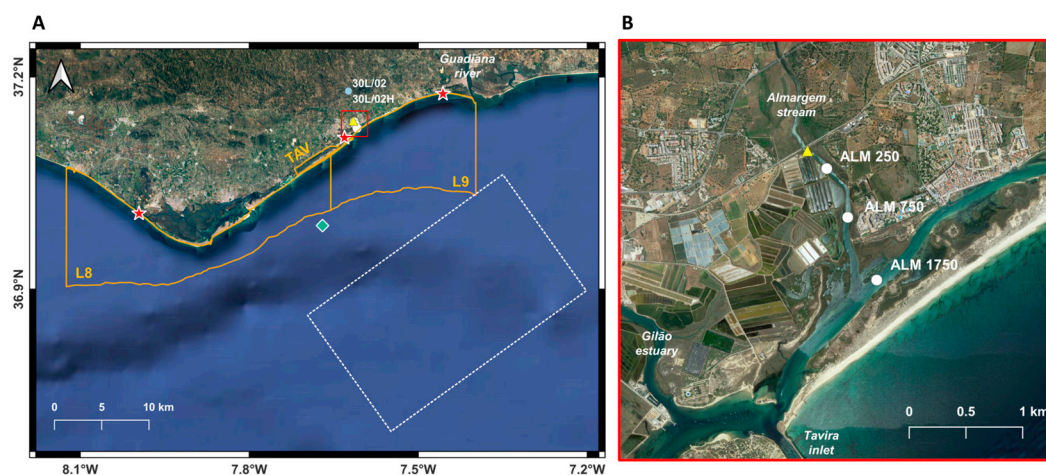 A
37.2°N
36.9°N
Guadiana
river
30L/02
30L/02H
TAV
L9
L8
0 5 10 km
8.1°W 7.8°W 7.5°W 7.2°W
B
Almargem
stream
ALM 250
ALM 750
ALM 1750
Gilão
estuary
0 0.5 1 km
Tavira
inlet